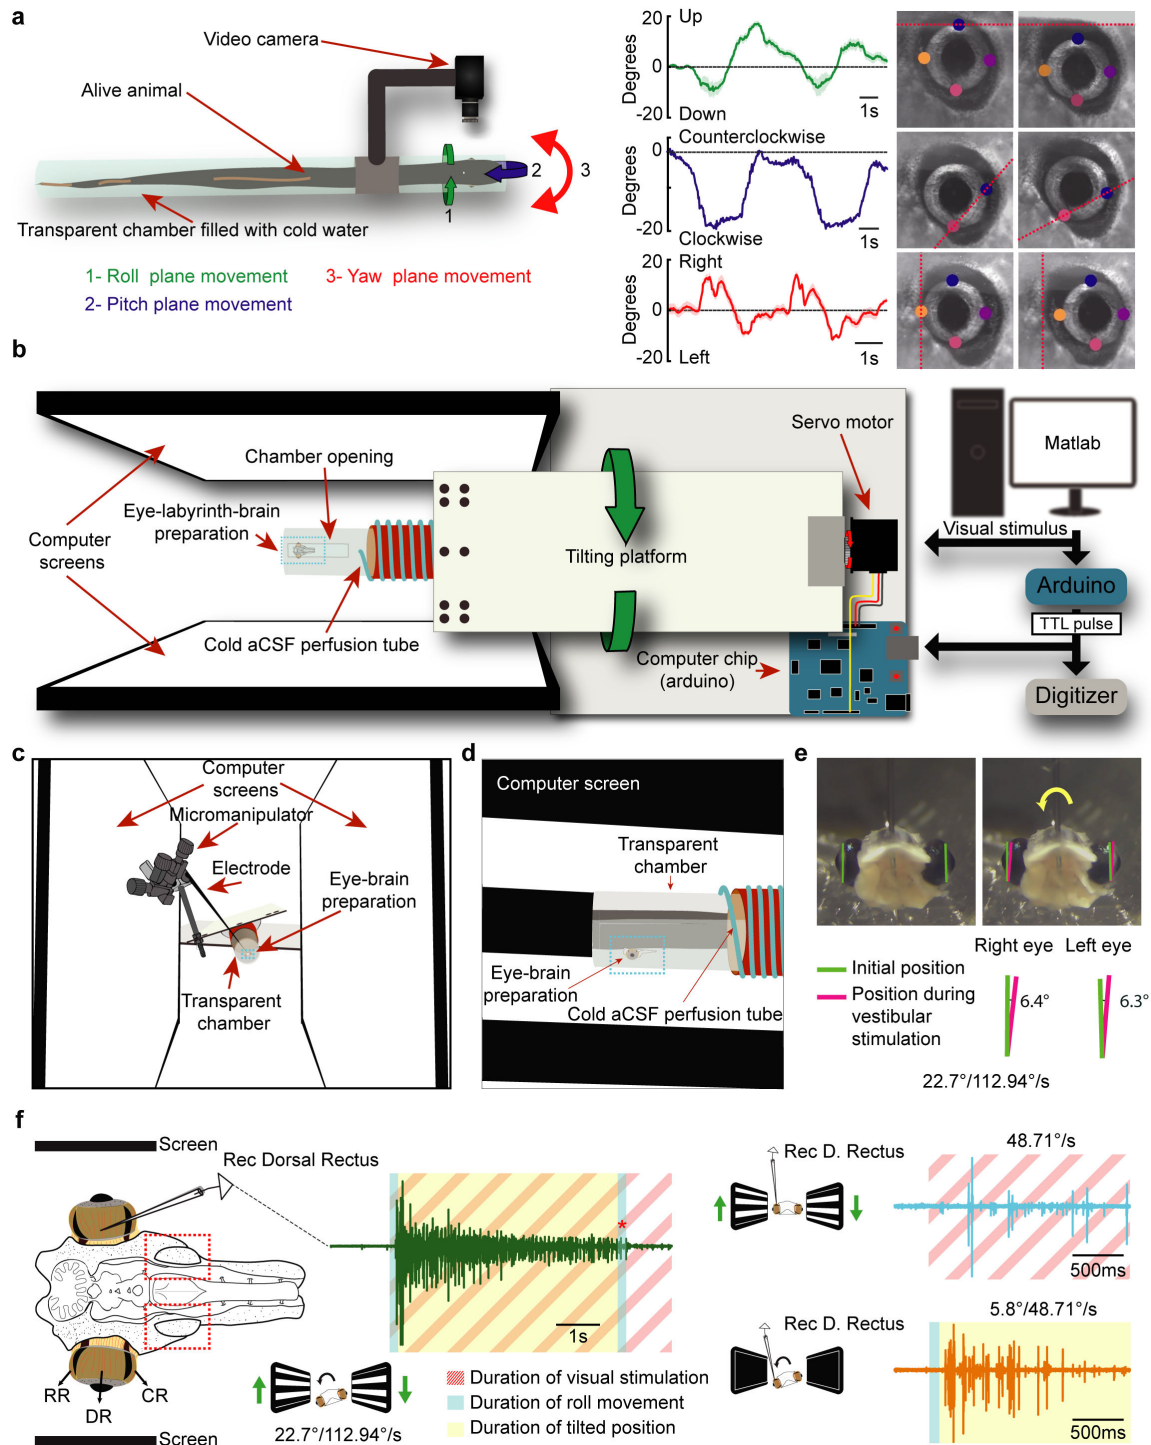 a
Video camera
Alive animal
Transparent chamber filled with cold water
1
2
3
1- Roll plane movement
3- Yaw plane movement
2- Pitch plane movement
20
Up
Degrees
0
-20
Down
1s
Counterclockwise
0
Degrees
-20
Clockwise
1s
20
Right
Degrees
0
-20
Left
1s
b
Servo motor
Matlab
Chamber opening
Eye-labyrinth-brain
preparation
Computer
screens
Tilting platform
Visual stimulus
Arduino
TTL pulse
Cold aCSF perfusion tube
Computer chip
(arduino)
Digitizer
c
Computer
screens
Micromanipulator
Electrode
Eye-brain
preparation
Transparent
chamber
d
Computer screen
Transparent
chamber
Eye-brain
preparation
Cold aCSF perfusion tube
e
Right eye
Left eye
Initial position
Position during
vestibular
stimulation
6.4°
6.3°
22.7°/112.94°/s
f
Screen
Rec Dorsal Rectus
RR
DR
CR
Screen
*
1s
22.7°/112.94°/s
Duration of visual stimulation
Duration of roll movement
Duration of tilted position
48.71°/s
Rec D. Rectus
500ms
5.8°/48.71°/s
Rec D. Rectus
500ms